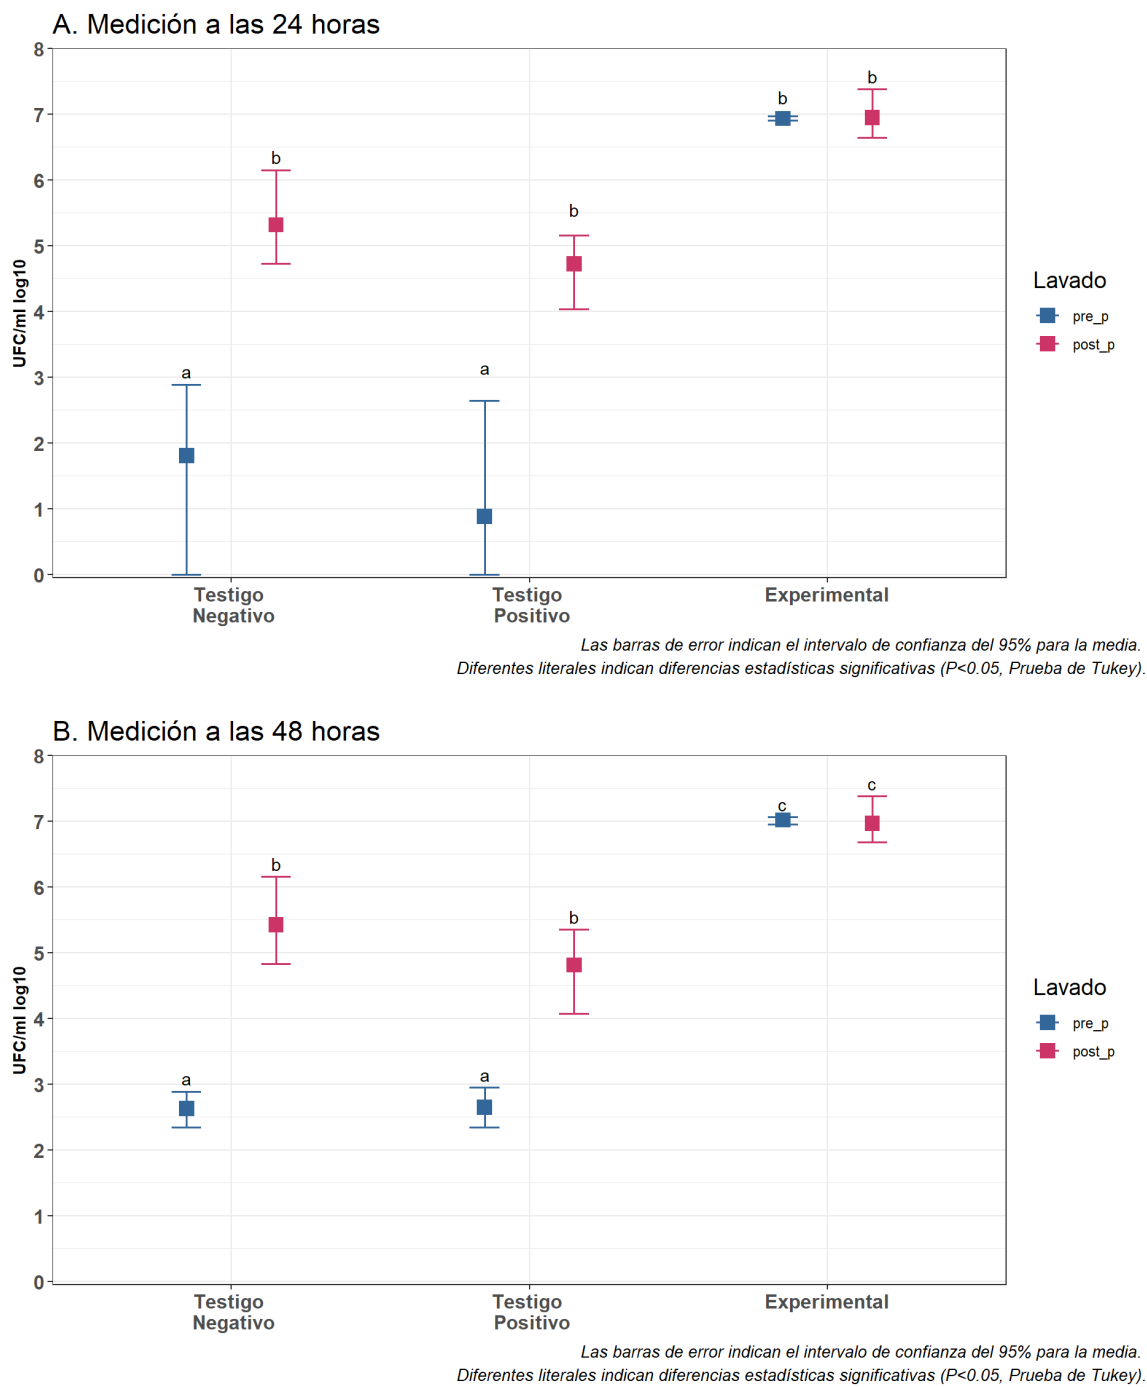 A. Medición a las 24 horas
8
7
6
5
4
3
2
1
0
UFC/ml log10
b
b
b
b
a
a
Testigo
Negativo
Testigo
Positivo
Experimental
Lavado
pre_p
post_p
Las barras de error indican el intervalo de confianza del 95% para la media.
Diferentes literales indican diferencias estadísticas significativas (P<0.05, Prueba de Tukey).
B. Medición a las 48 horas
8
7
6
5
4
3
2
1
0
UFC/ml log10
c
c
b
b
a
a
Testigo
Negativo
Testigo
Positivo
Experimental
Lavado
pre_p
post_p
Las barras de error indican el intervalo de confianza del 95% para la media.
Diferentes literales indican diferencias estadísticas significativas (P<0.05, Prueba de Tukey).